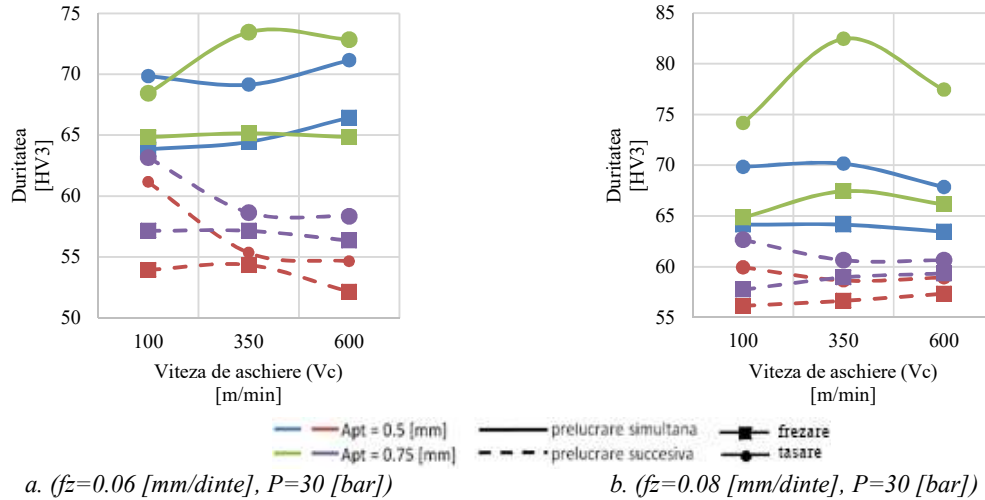 75
70
65
60
55
50
Duritatea
[HV3]
100
350
600
Viteza de aschiere (Vc)
[m/min]
85
80
75
70
65
60
55
Duritatea
[HV3]
100
350
600
Viteza de aschiere (Vc)
[m/min]
Apt = 0.5 [mm]
prelucrare simultana
frezare
Apt = 0.75 [mm]
prelucrare succesiva
tasare
a. (fz=0.06 [mm/dinte], P=30 [bar])
b. (fz=0.08 [mm/dinte], P=30 [bar])